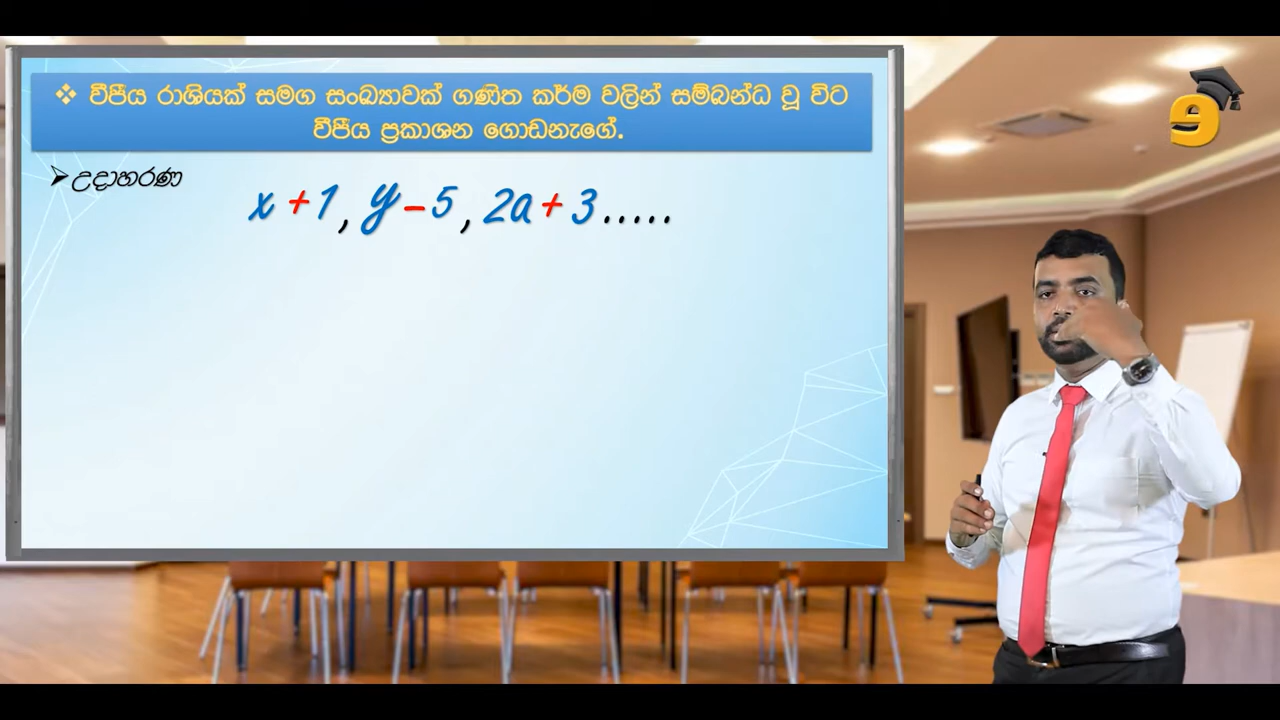 ❖ වීජීය රාශියක් සමග සංඛ්‍යාවක් ගණිත කර්ම වලින් සම්බන්ධ වූ විට
වීජීය ප්‍රකාශන ගොඩනැගේ.
➢උදාහරණ
x + 1 , y – 5 , 2a + 3 .....
9